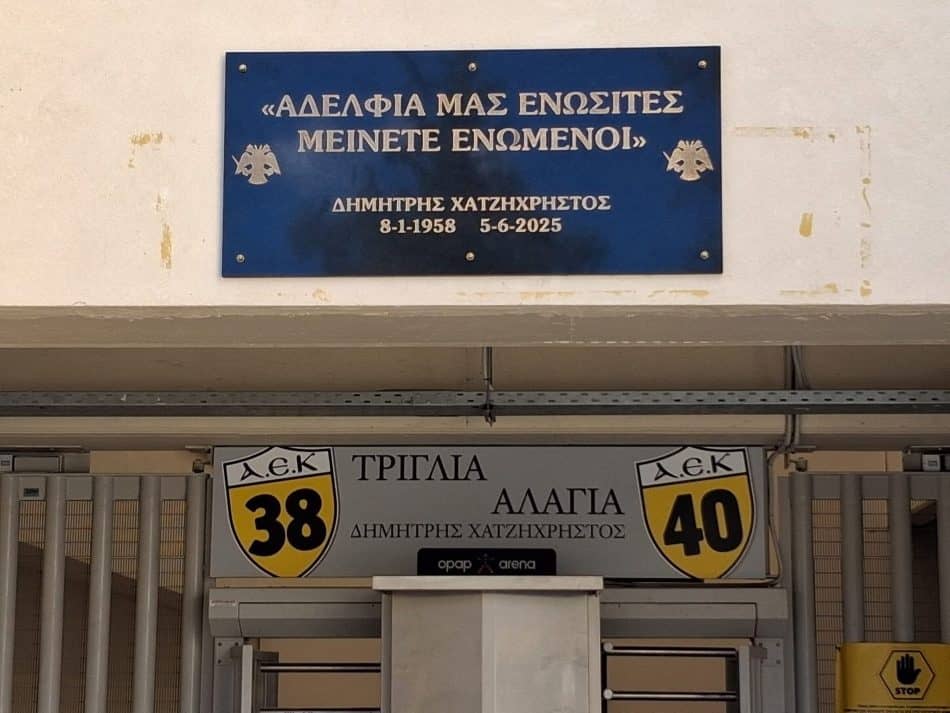 «ΑΔΕΛΦΙΑ ΜΑΣ ΕΝΩΣΙΤΕΣ
ΜΕΙΝΕΤΕ ΕΝΩΜΕΝΟΙ»
ΔΗΜΗΤΡΗΣ ΧΑΤΖΗΧΡΗΣΤΟΣ
8-1-1958 5-6-2025
Α.Ε.Κ
38
ΤΡΙΓΛΙΑ
ΑΛΑΓΙΑ
ΔΗΜΗΤΡΗΣ ΧΑΤΖΗΧΡΗΣΤΟΣ
Α.Ε.Κ
40
opap arena
STOP